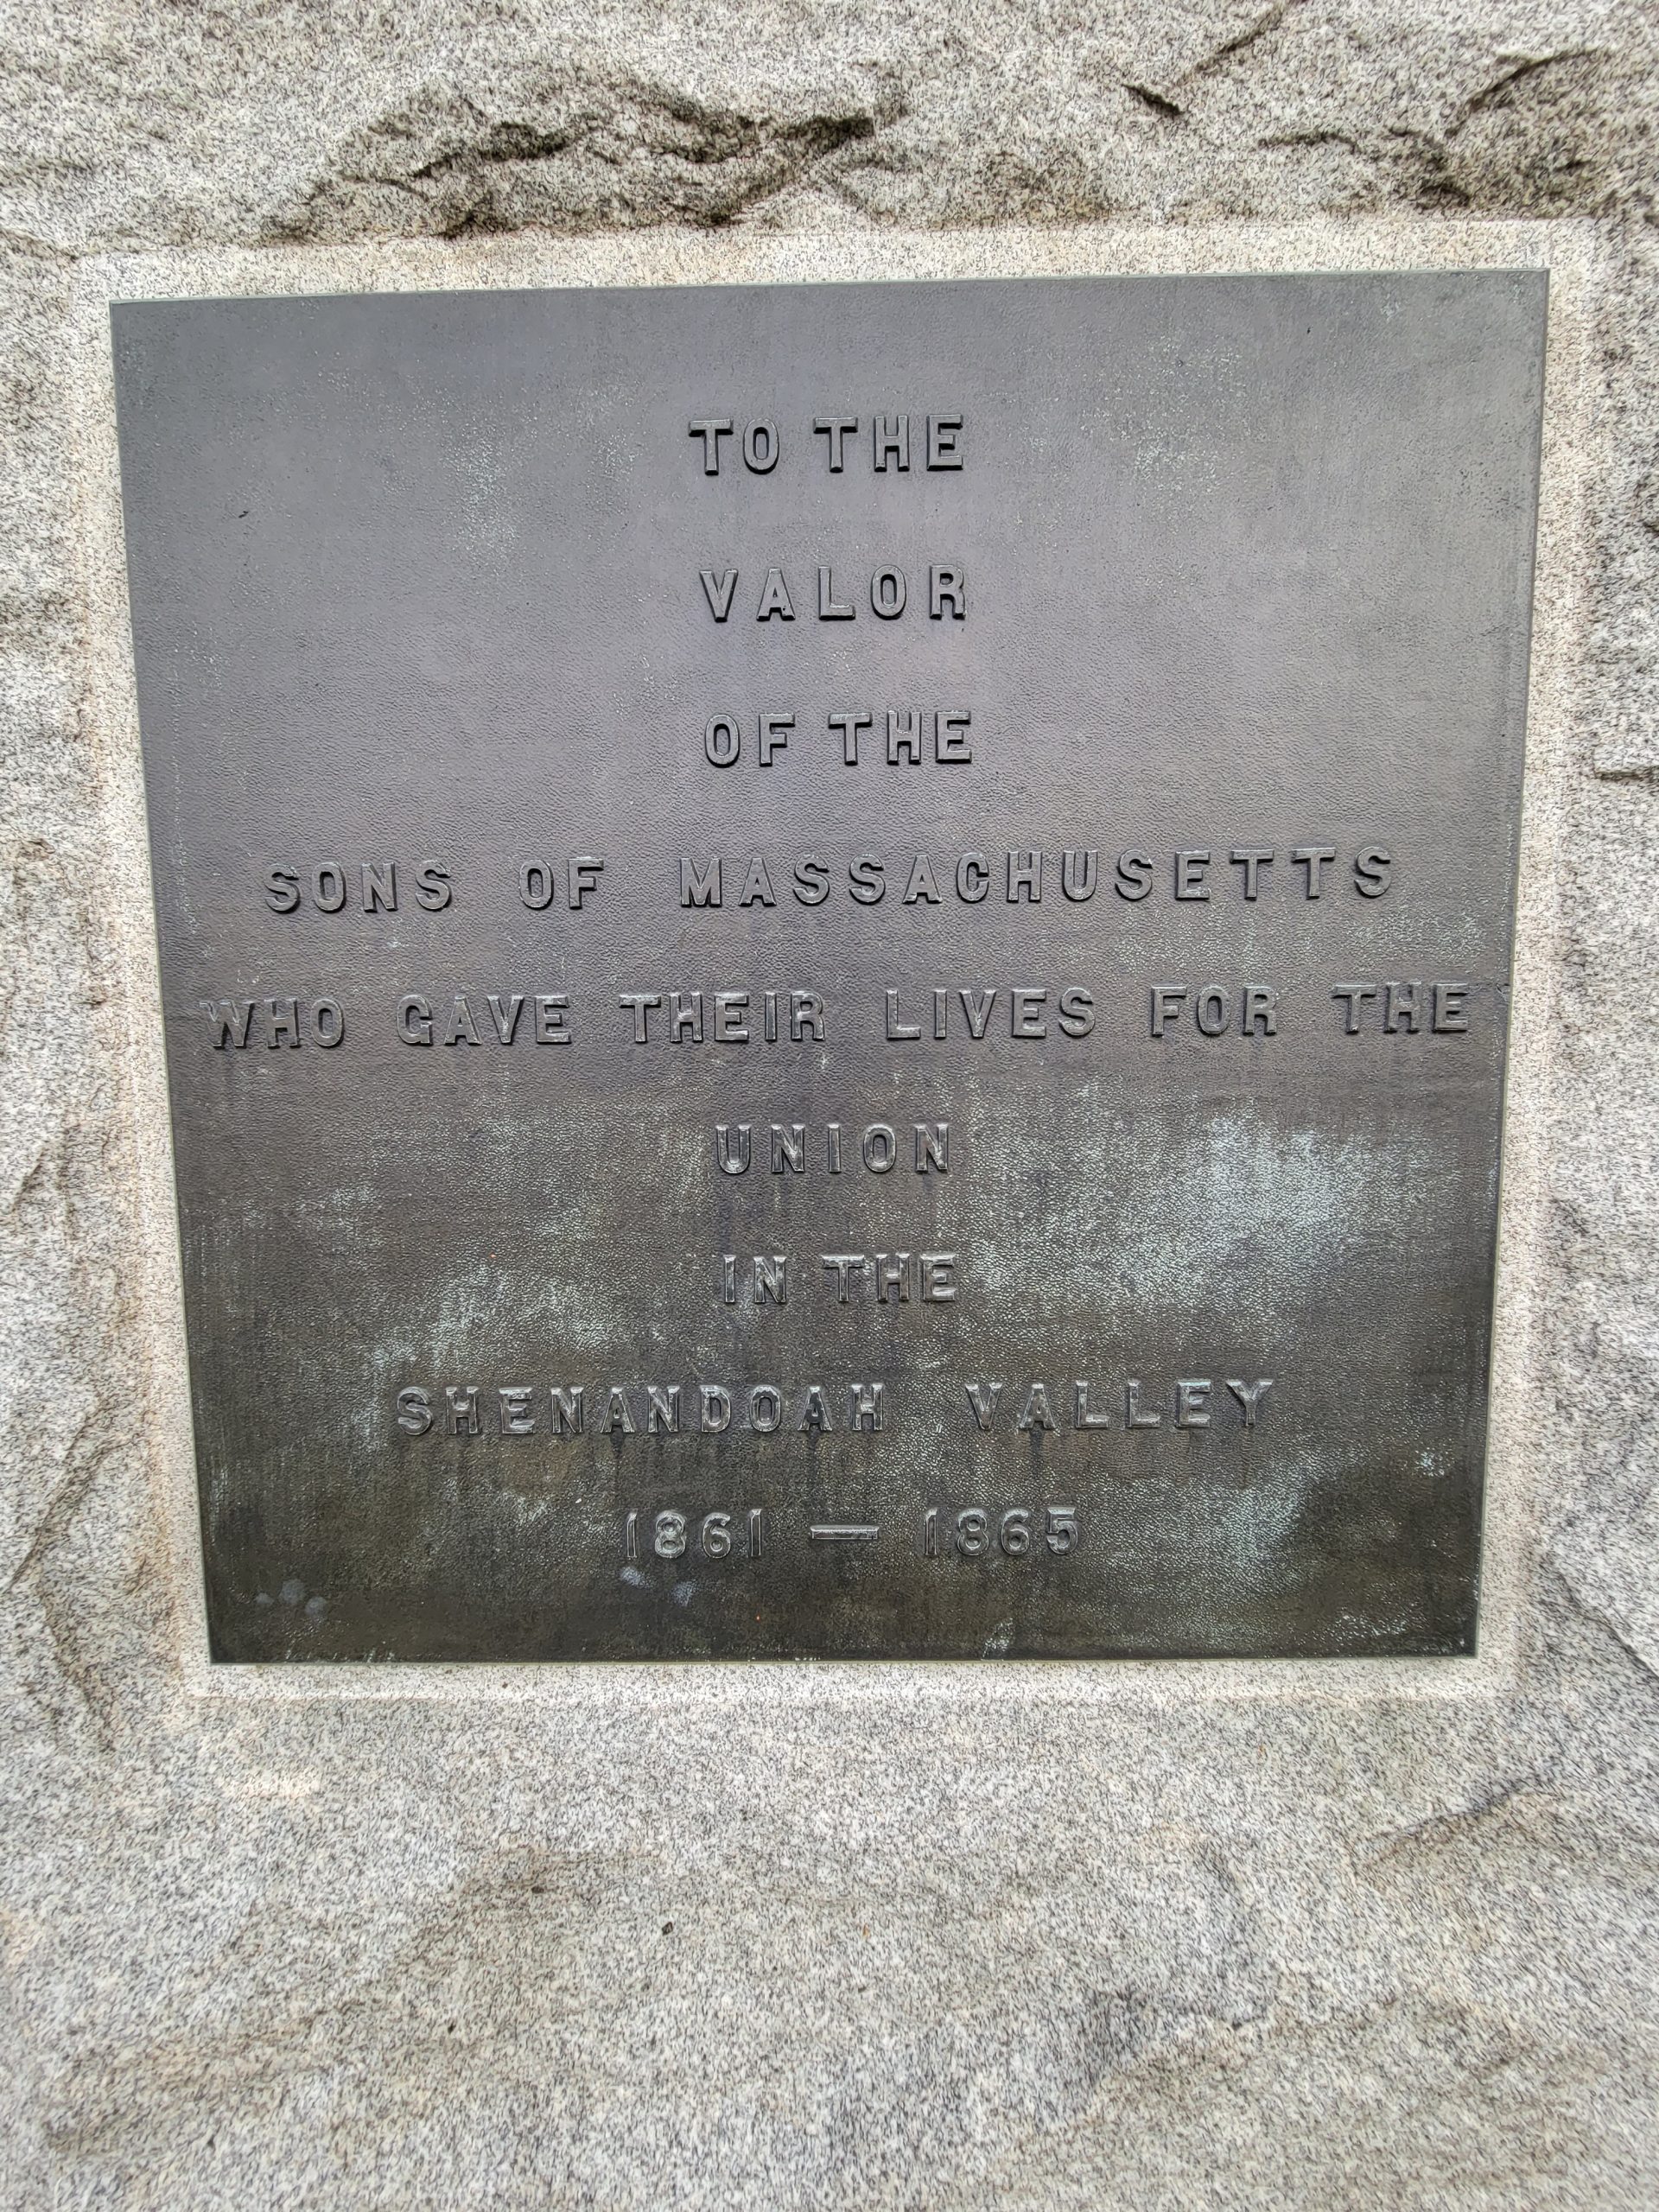 TO THE
VALOR
OF THE
SONS OF MASSACHUSETTS
WHO GAVE THEIR LIVES FOR THE
UNION
IN THE
SHENANDOAH VALLEY
1861 — 1865